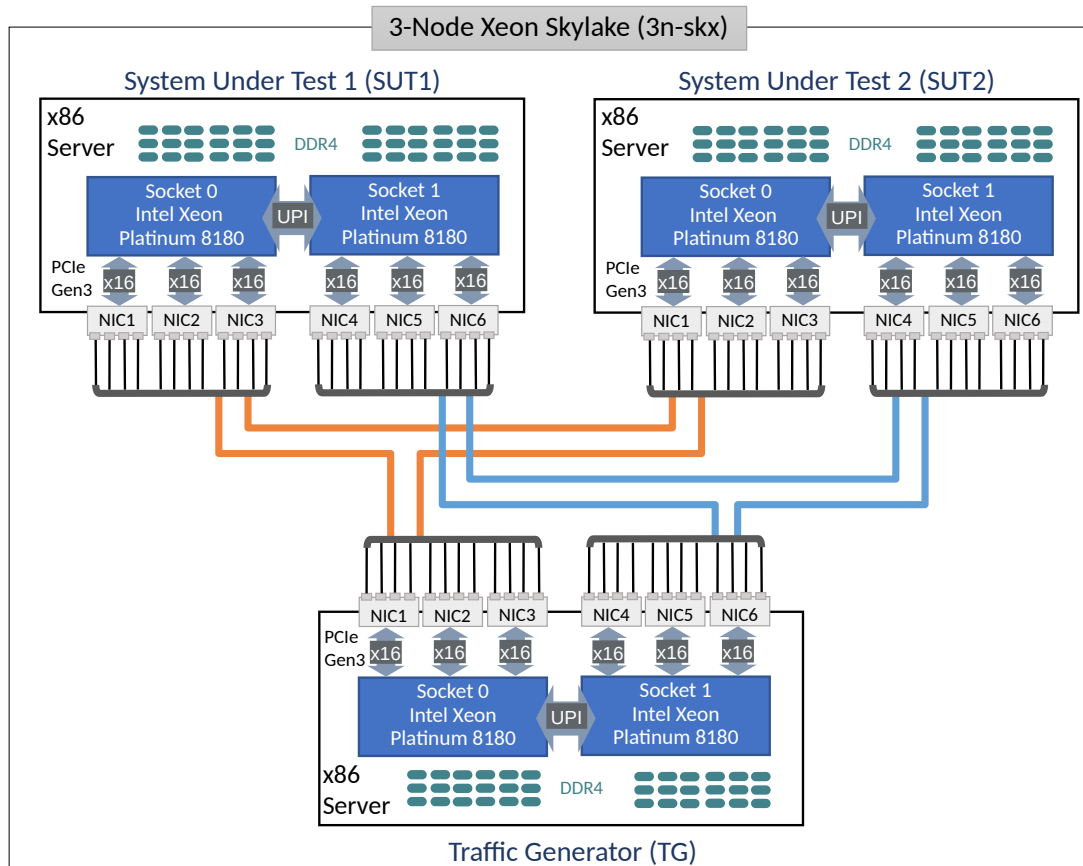 3-Node Xeon Skylake (3n-skx)
System Under Test 1 (SUT1)
x86
Server
DDR4
Socket 0
Intel Xeon
Platinum 8180
UPI
Socket 1
Intel Xeon
Platinum 8180
PCIe
Gen3
x16
x16
x16
x16
x16
x16
NIC1
NIC2
NIC3
NIC4
NIC5
NIC6
System Under Test 2 (SUT2)
x86
Server
DDR4
Socket 0
Intel Xeon
Platinum 8180
UPI
Socket 1
Intel Xeon
Platinum 8180
PCIe
Gen3
x16
x16
x16
x16
x16
x16
NIC1
NIC2
NIC3
NIC4
NIC5
NIC6
NIC1
NIC2
NIC3
NIC4
NIC5
NIC6
PCIe
Gen3
x16
x16
x16
x16
x16
x16
Socket 0
Intel Xeon
Platinum 8180
UPI
Socket 1
Intel Xeon
Platinum 8180
x86
Server
DDR4
Traffic Generator (TG)